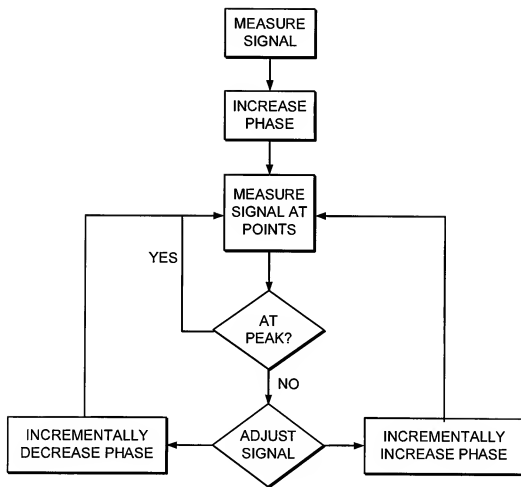 MEASURE
SIGNAL
INCREASE
PHASE
MEASURE
SIGNAL AT
POINTS
YES
AT
PEAK?
NO
ADJUST
SIGNAL
INCREMENTALLY
DECREASE PHASE
INCREMENTALLY
INCREASE PHASE